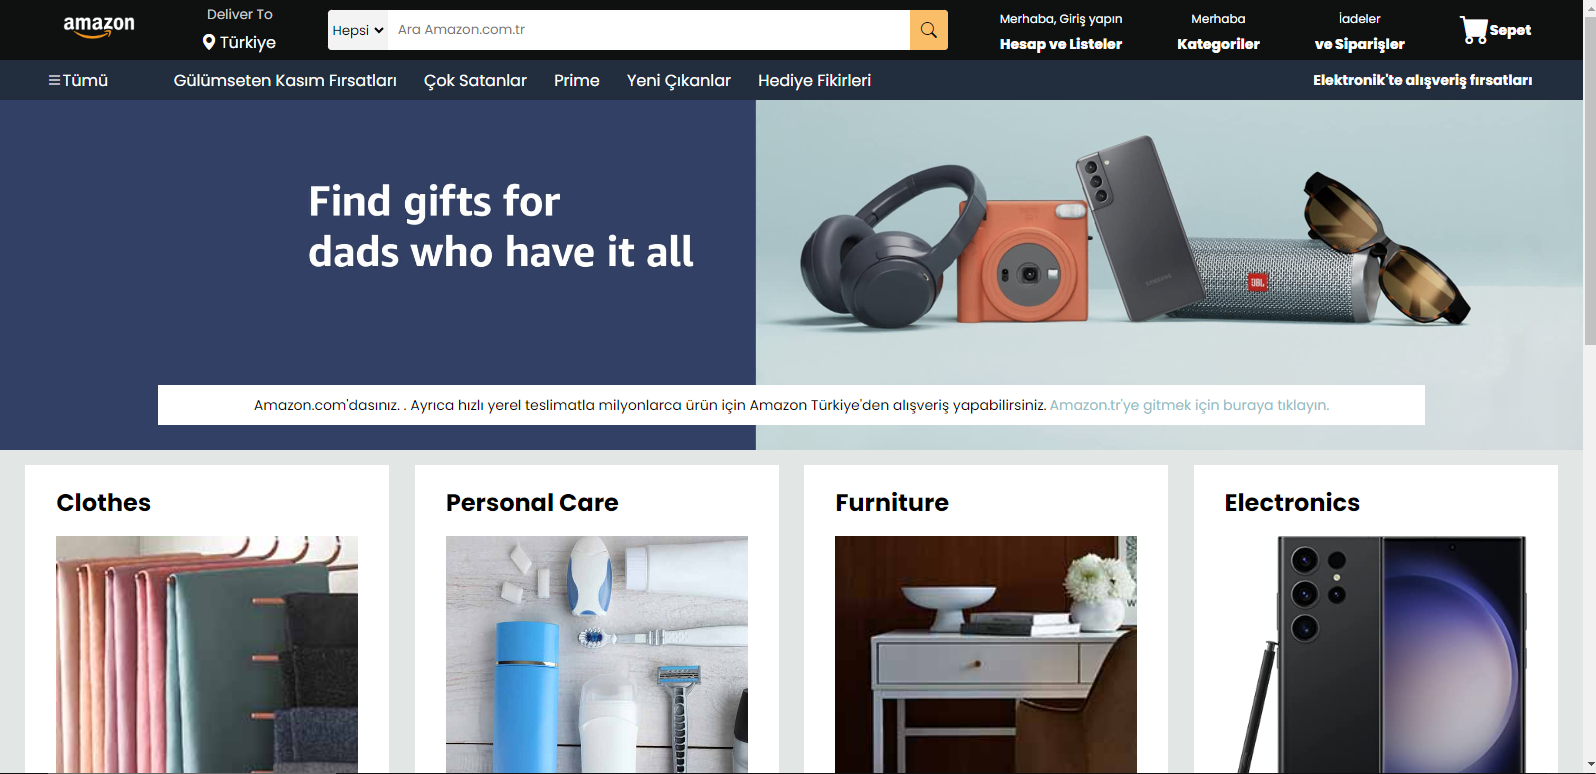 amazon
Deliver To
Türkiye
Hepsi
Ara Amazon.com.tr
Merhaba, Giriş yapın
Hesap ve Listeler
Merhaba
Kategoriler
İadeler
ve Siparişler
Sepet
Tümü
Gülümseten Kasım Fırsatları
Çok Satanlar
Prime
Yeni Çıkanlar
Hediye Fikirleri
Elektronik'te alışveriş fırsatları
Find gifts for
dads who have it all
SAMSUNG
JBL
Amazon.com'dasınız. . Ayrıca hızlı yerel teslimatla milyonlarca ürün için Amazon Türkiye'den alışveriş yapabilirsiniz. Amazon.tr'ye gitmek için buraya tıklayın.
Clothes
Personal Care
Furniture
Electronics